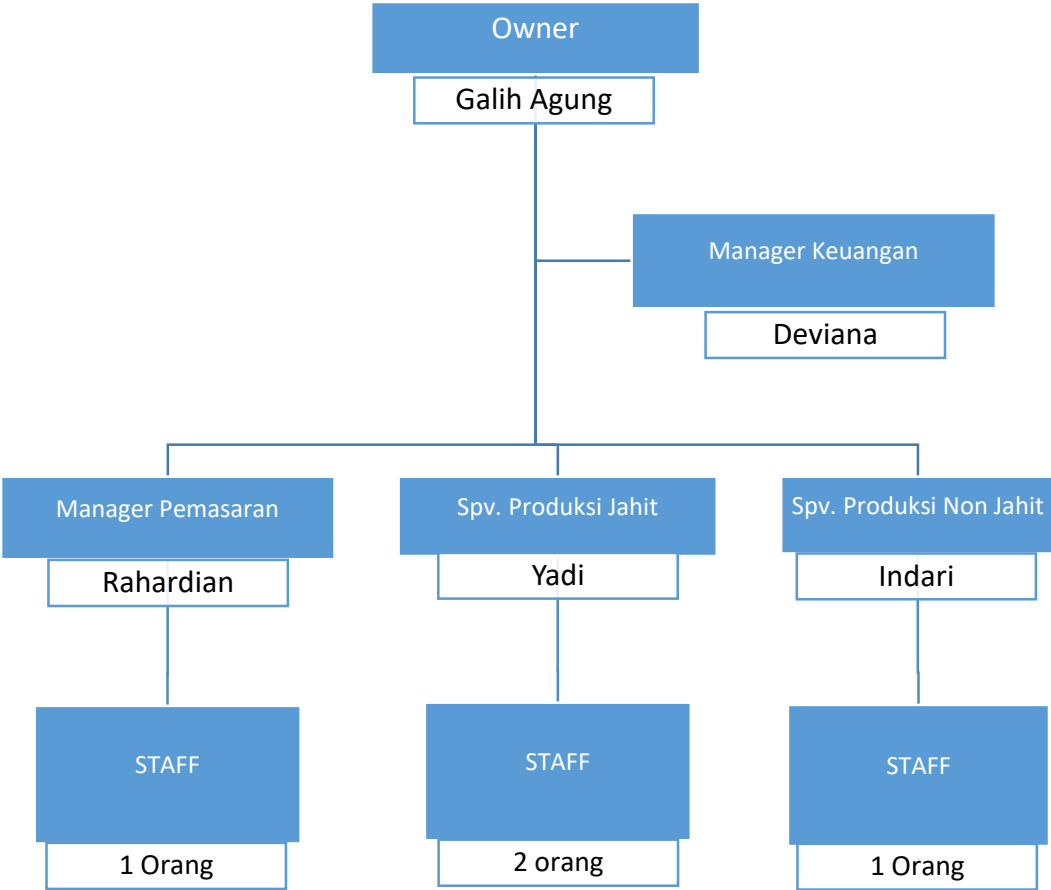 Owner
Galih Agung
Manager Keuangan
Deviana
Manager Pemasaran
Rahardian
Spv. Produksi Jahit
Yadi
Spv. Produksi Non Jahit
Indari
STAFF
1 Orang
STAFF
2 orang
STAFF
1 Orang